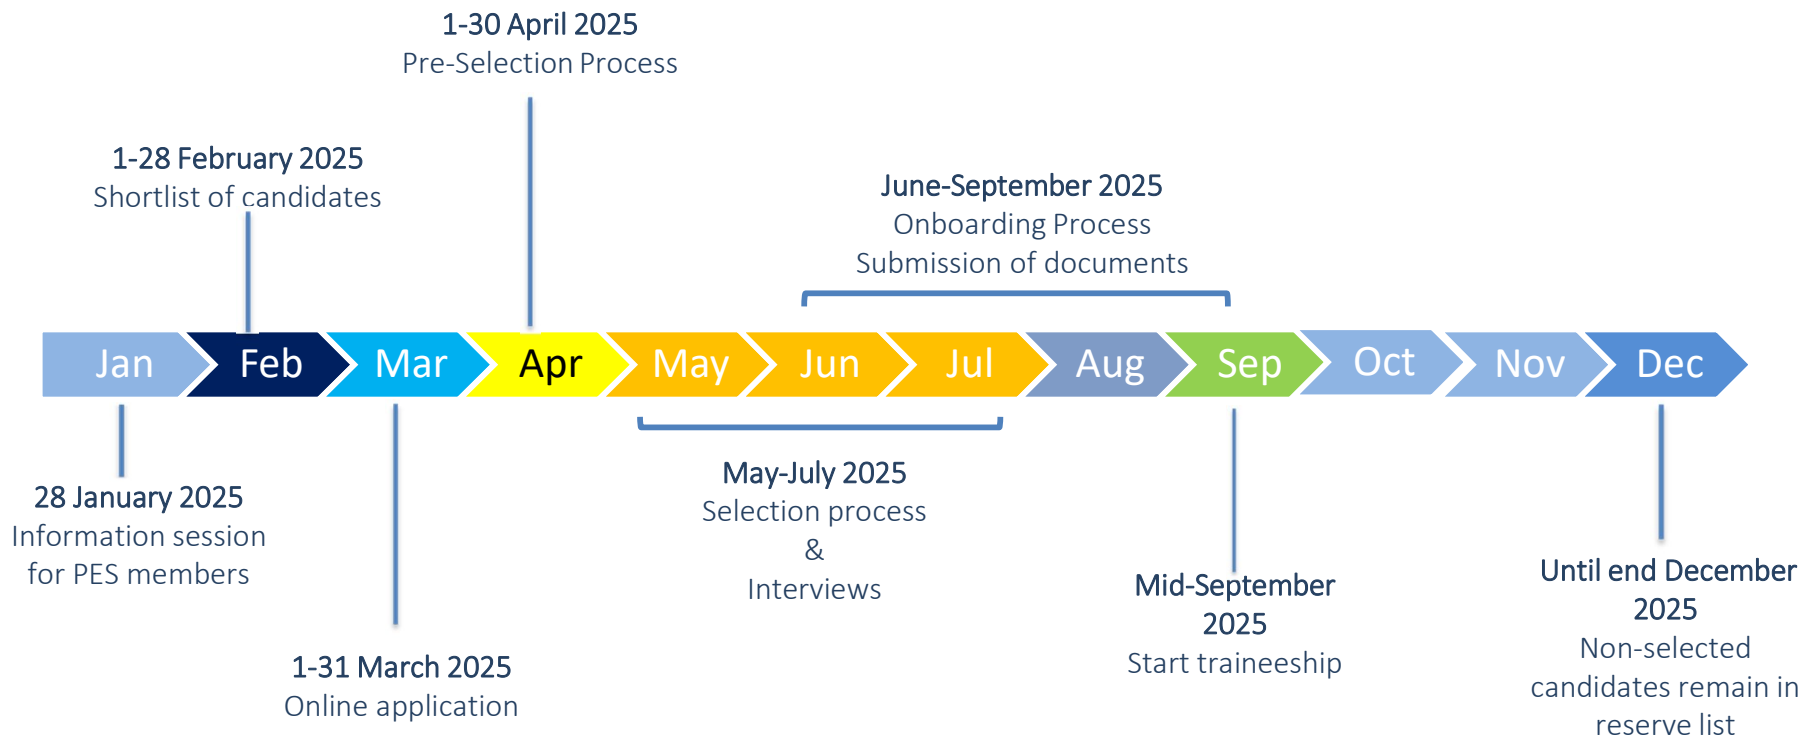 1-30 April 2025
Pre-Selection Process
1-28 February 2025
Shortlist of candidates
June-September 2025
Onboarding Process
Submission of documents
Jan
Feb
Mar
Apr
May
Jun
Jul
Aug
Sep
Oct
Nov
Dec
28 January 2025
Information session
for PES members
1-31 March 2025
Online application
May-July 2025
Selection process
&
Interviews
Mid-September
2025
Start traineeship
Until end December
2025
Non-selected
candidates remain in
reserve list